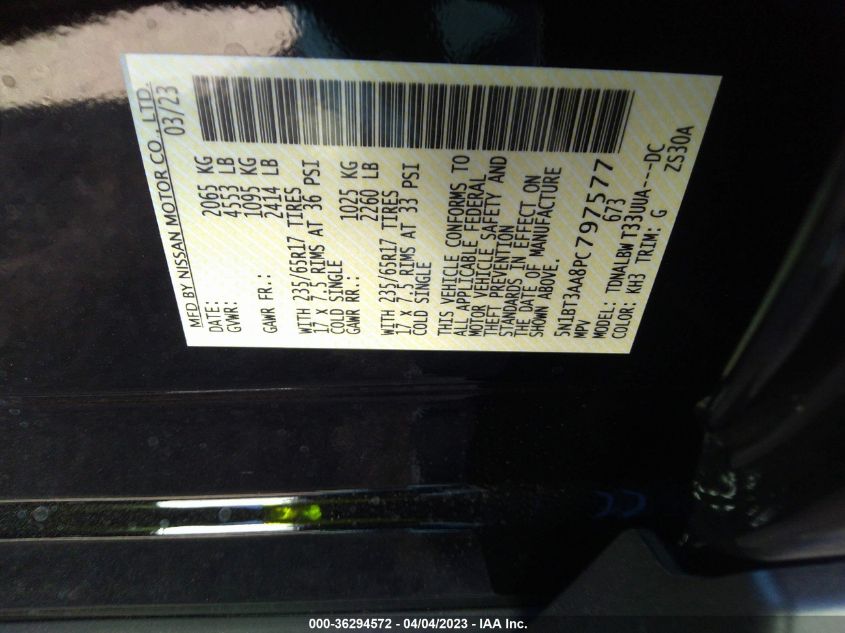 MFD BY NISSAN MOTOR CO., LTD.
DATE: 03/23
GVWR: 2065 KG
4553 LB
GAWR FR.: 1095 KG
2414 LB
WITH 235/65R17 TIRES
17 X 7.5 RIMS AT 36 PSI
COLD SINGLE
GAWR RR.: 1025 KG
2260 LB
WITH 235/65R17 TIRES
17 X 7.5 RIMS AT 33 PSI
COLD SINGLE
THIS VEHICLE CONFORMS TO
ALL APPLICABLE FEDERAL
MOTOR VEHICLE SAFETY AND
THEFT PREVENTION
STANDARDS IN EFFECT ON
THE DATE OF MANUFACTURE
SHOWN ABOVE.
5N1BT3AA8PC797577
MPV 673
MODEL: TDNALBW T33UUA---DC
COLOR: KH3 TRIM: G ZS30A
000-36294572 - 04/04/2023 - IAA Inc.